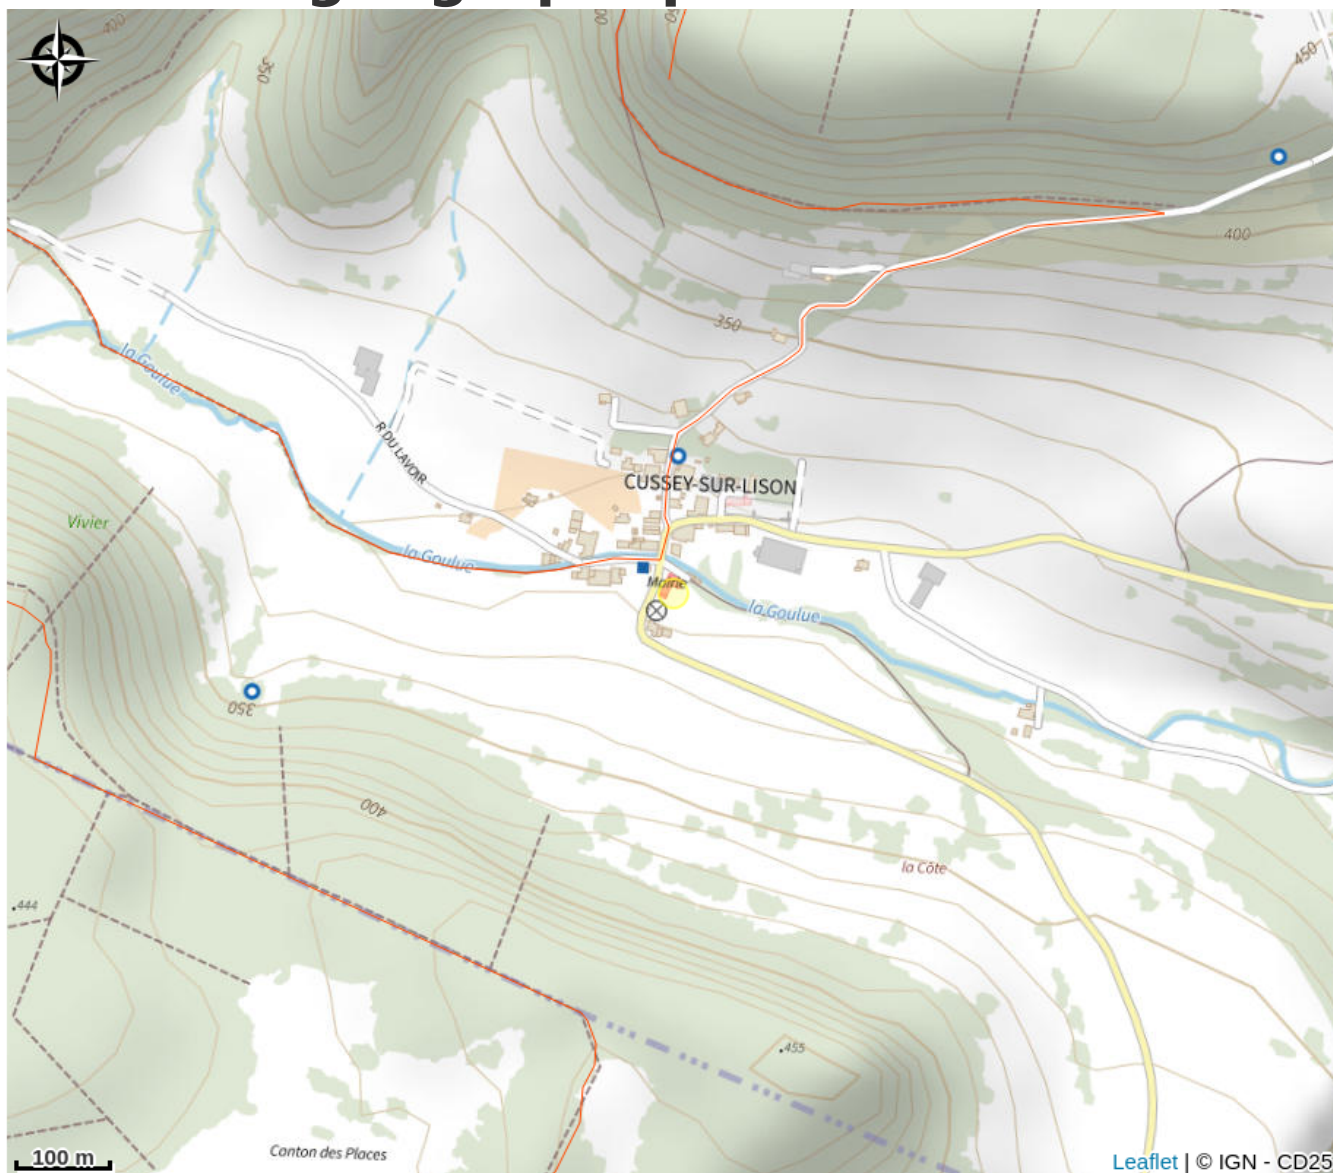 400
350
500
450
400
350
la Goulue
R DU LAVOIR
CUSSEY-SUR-LISON
Vivier
la Goulue
Mairie
la Goulue
350
400
la Côte
444
455
Canton des Places
100 m
Leaflet | © IGN - CD25